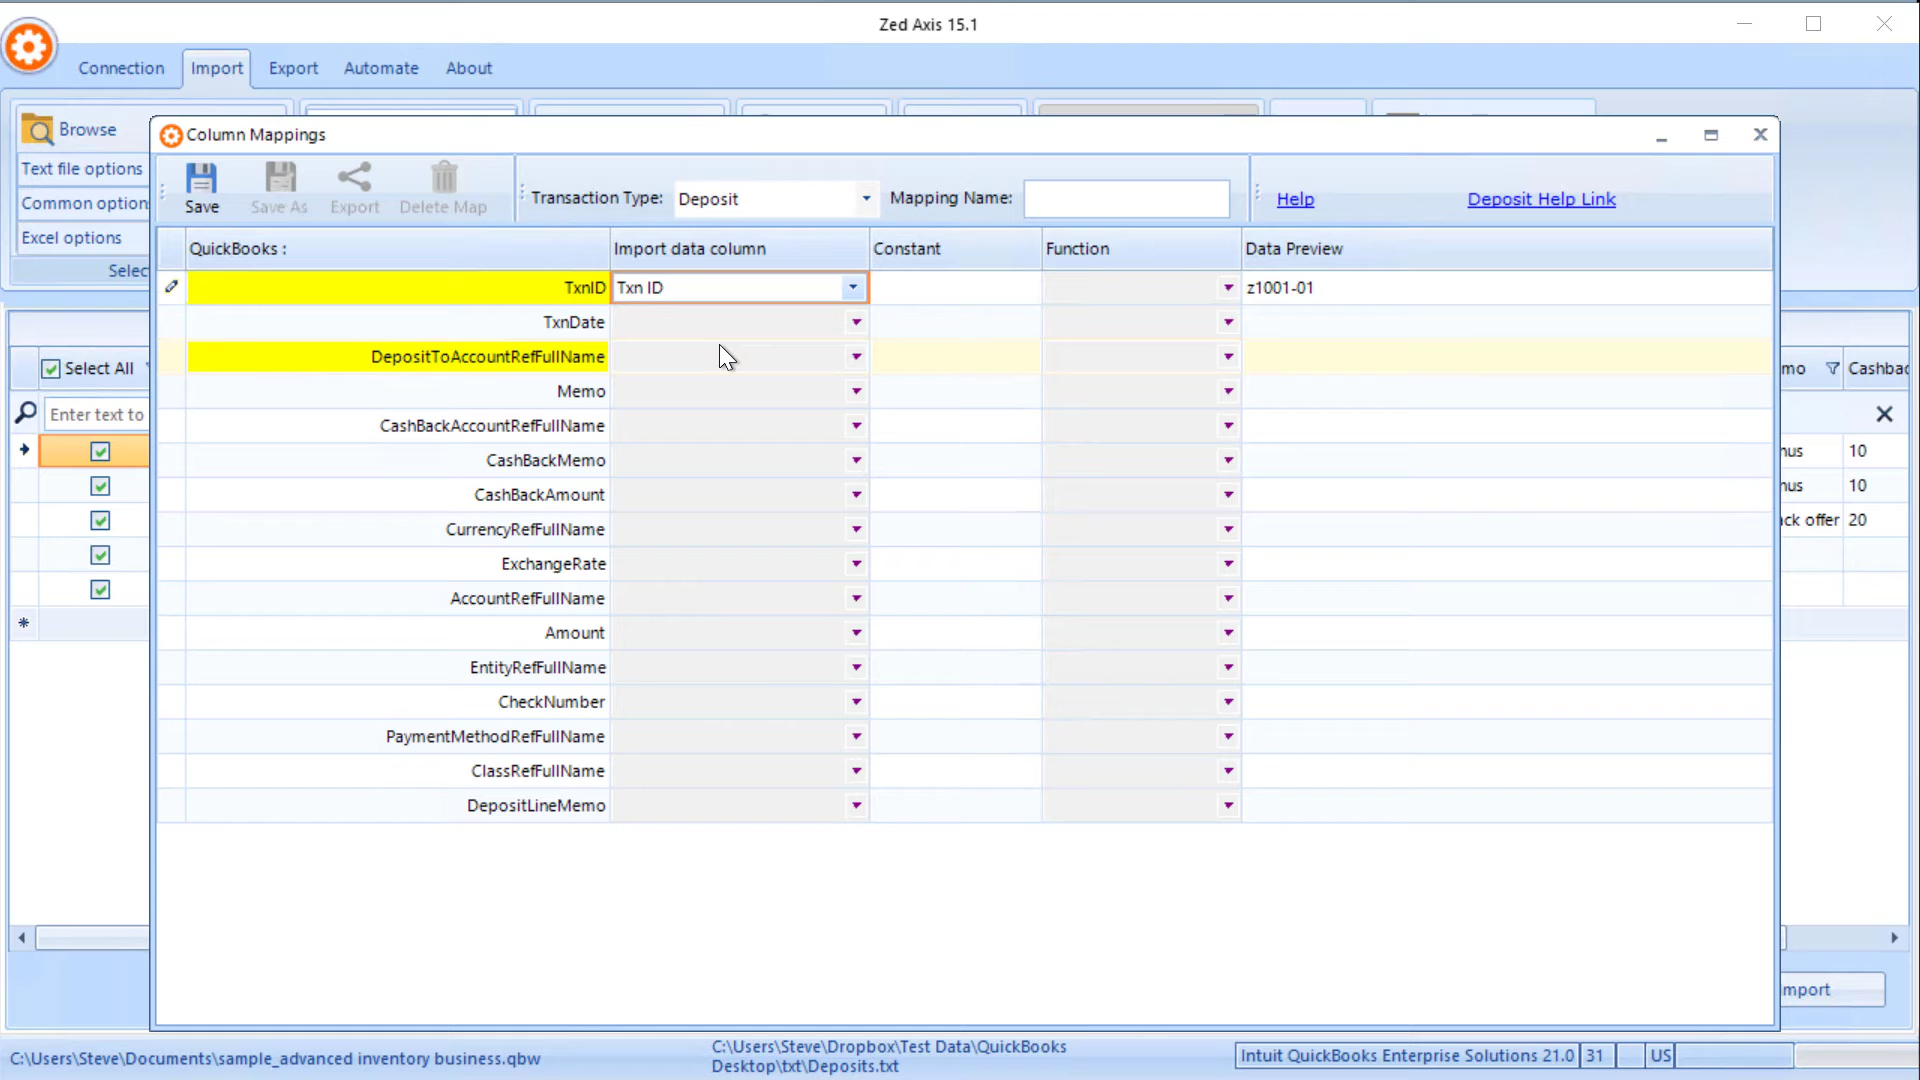 Zed Axis 15.1
Connection Import Export Automate About
Browse
Text file options
Common options
Excel options
Selec
Column Mappings
Save Save As Export Delete Map Transaction Type: Deposit Mapping Name: Help Deposit Help Link
QuickBooks : Import data column Constant Function Data Preview
TxnID Txn ID z1001-01
TxnDate
DepositToAccountRefFullName
Memo
CashBackAccountRefFullName
CashBackMemo
CashBackAmount
CurrencyRefFullName
ExchangeRate
AccountRefFullName
Amount
EntityRefFullName
CheckNumber
PaymentMethodRefFullName
ClassRefFullName
DepositLineMemo
Select All
Enter text to
mo Cashbac
nus 10
nus 10
ack offer 20
mport
C:\Users\Steve\Documents\sample_advanced inventory business.qbw
C:\Users\Steve\Dropbox\Test Data\QuickBooks
Desktop\txt\Deposits.txt
Intuit QuickBooks Enterprise Solutions 21.0 31 US